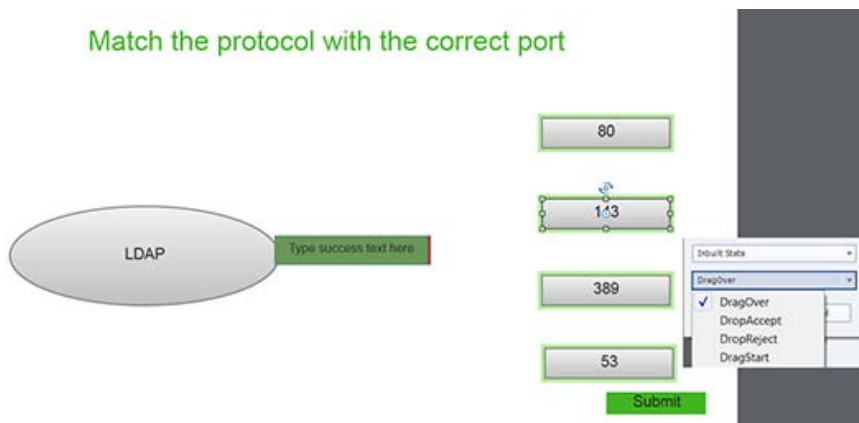 Match the protocol with the correct port
80
143
LDAP
Type success text here
Inbuilt State
DragOver
389
DragOver
DropAccept
DropReject
DragStart
53
Submit